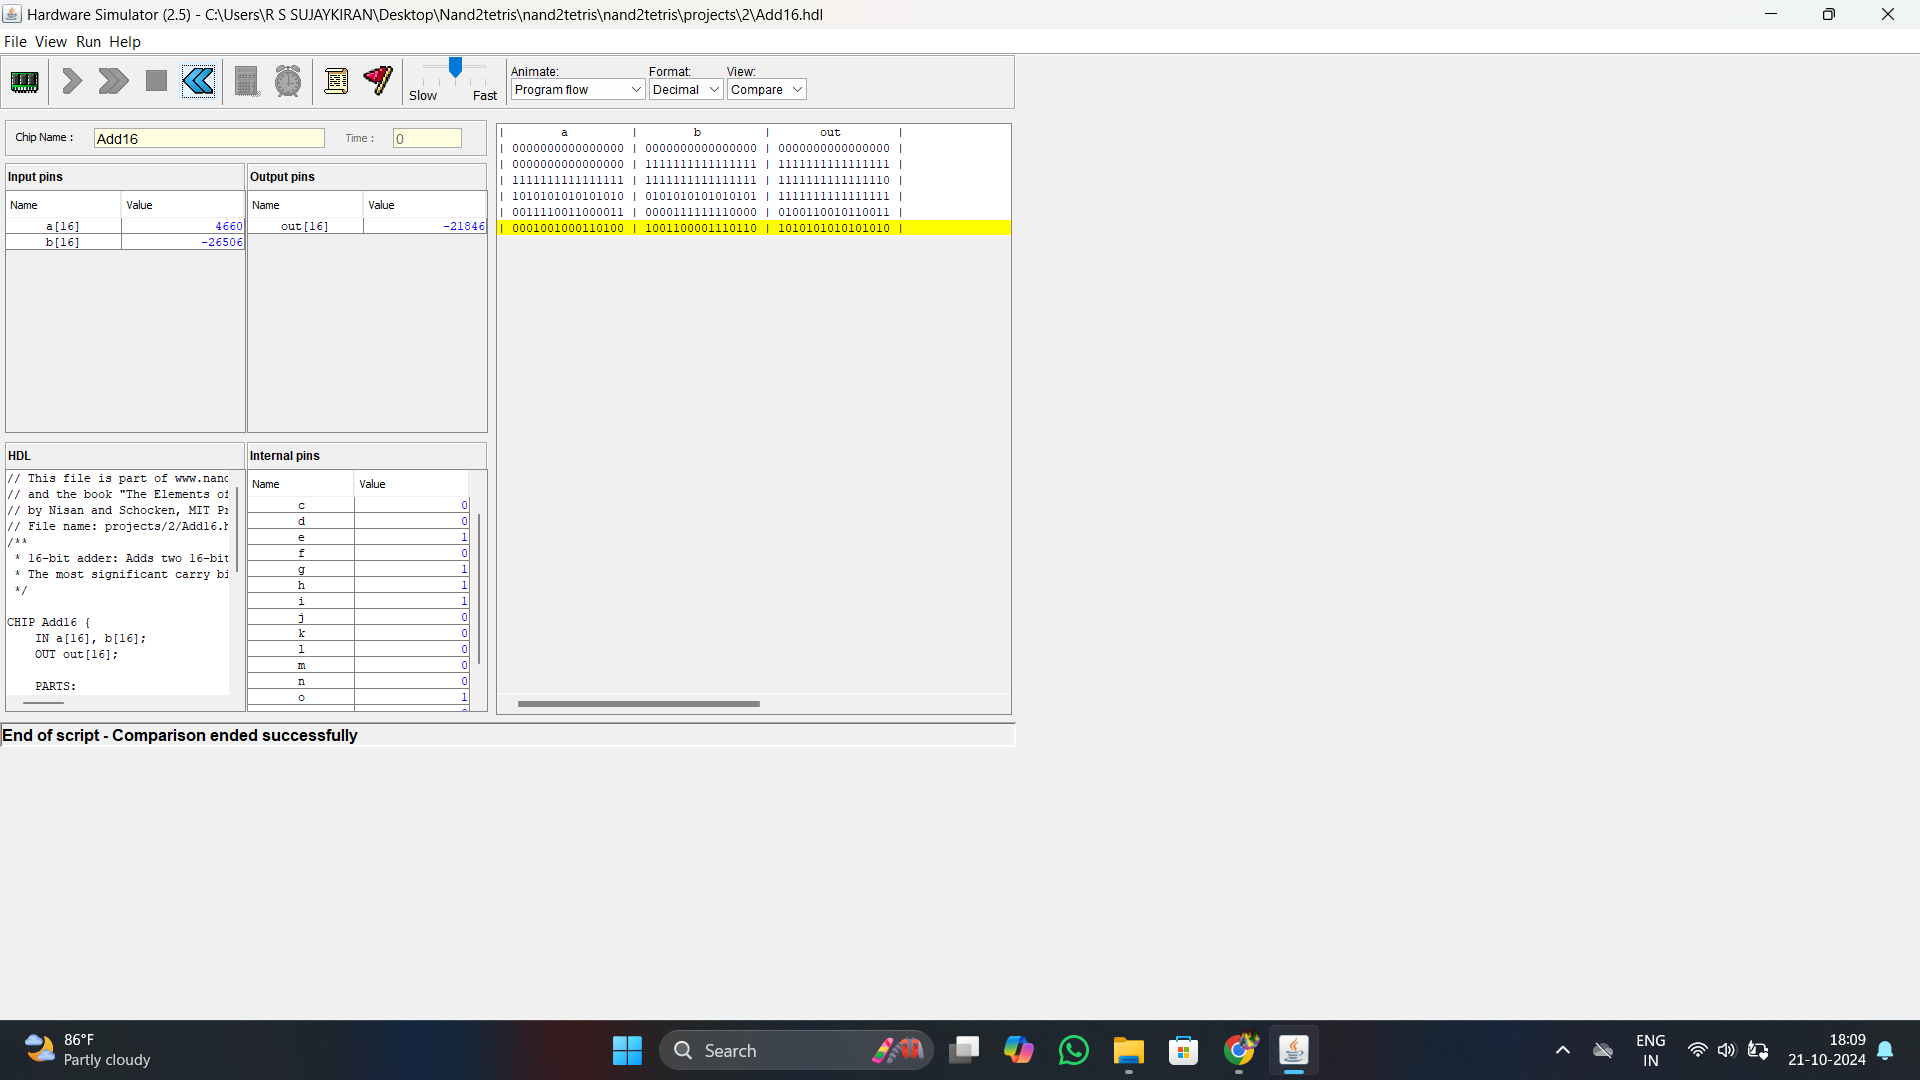 Hardware Simulator (2.5) - C:\Users\R S SUJAYKIRAN\Desktop\Nand2tetris\nand2tetris\nand2tetris\projects\2\Add16.hdl
File View Run Help
Slow Fast
Animate: Format: View:
Program flow Decimal Compare
Chip Name : Add16 Time : 0
Input pins
Name Value
a[16] 4660
b[16] -26506
Output pins
Name Value
out[16] -21846
| a | b | out |
| 0000000000000000 | 0000000000000000 | 0000000000000000 |
| 0000000000000000 | 1111111111111111 | 1111111111111111 |
| 1111111111111111 | 1111111111111111 | 1111111111111110 |
| 1010101010101010 | 0101010101010101 | 1111111111111111 |
| 0011110011000011 | 0000111111110000 | 0100110010110011 |
| 0001001000110100 | 1001100001110110 | 1010101010101010 |
HDL
// This file is part of www.nand
// and the book "The Elements of
// by Nisan and Schocken, MIT Pr
// File name: projects/2/Add16.h
/**
* 16-bit adder: Adds two 16-bit
* The most significant carry bi
*/
CHIP Add16 {
IN a[16], b[16];
OUT out[16];
PARTS:
Internal pins
Name Value
c 0
d 0
e 1
f 0
g 1
h 1
i 1
j 0
k 0
l 0
m 0
n 0
o 1
End of script - Comparison ended successfully
86°F
Partly cloudy
Search
ENG
IN
18:09
21-10-2024